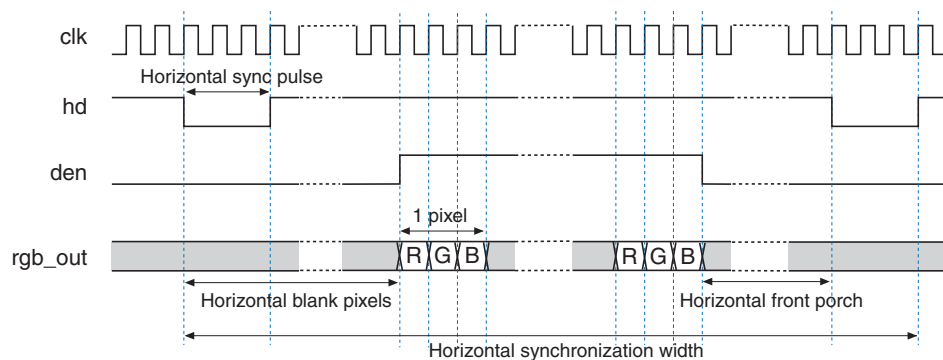 clk
Horizontal sync pulse
hd
den
1 pixel
rgb_out
R G B
R G B
Horizontal blank pixels
Horizontal front porch
Horizontal synchronization width